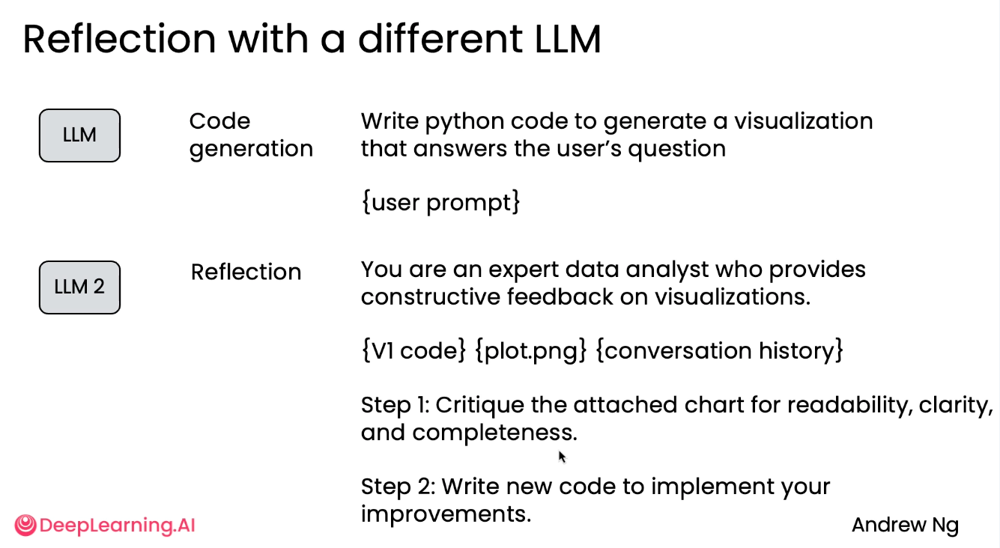 Reflection with a different LLM
LLM
Code
generation
Write python code to generate a visualization
that answers the user’s question
{user prompt}
LLM 2
Reflection
You are an expert data analyst who provides
constructive feedback on visualizations.
{V1 code} {plot.png} {conversation history}
Step 1: Critique the attached chart for readability, clarity,
and completeness.
Step 2: Write new code to implement your
improvements.
DeepLearning.AI
Andrew Ng